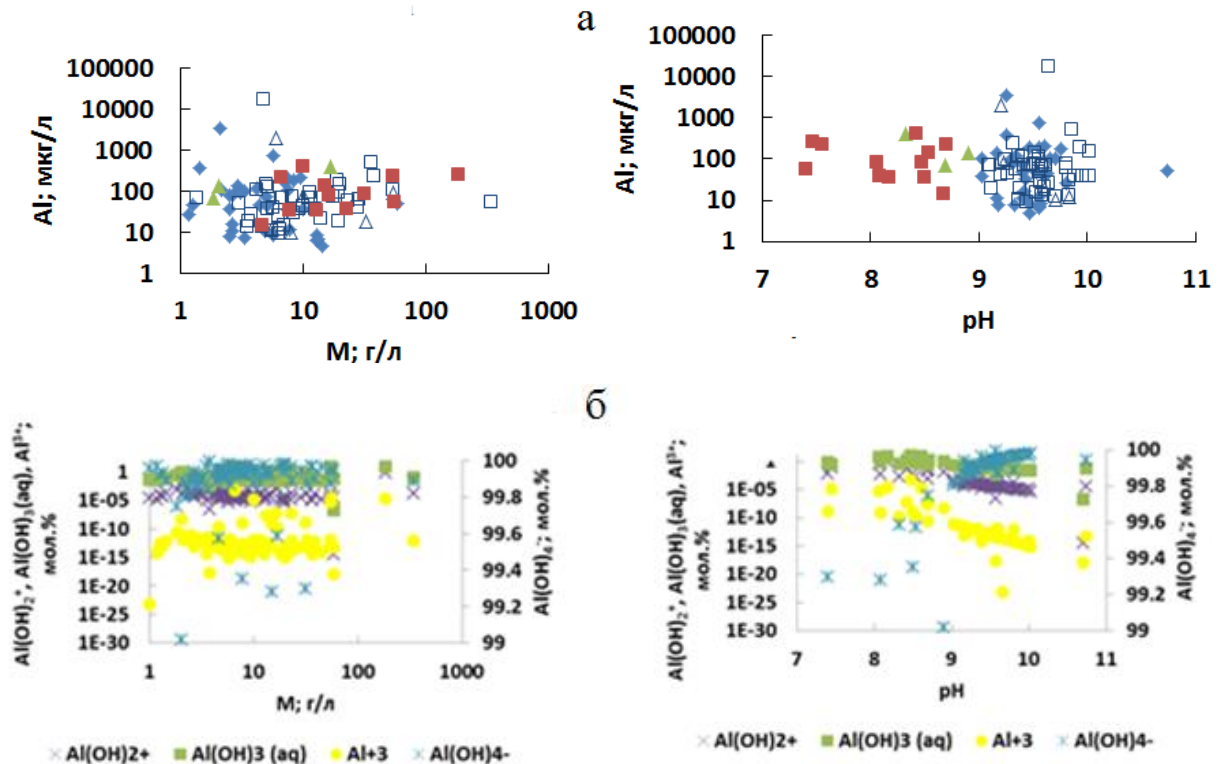 а
Al; мкг/л
100000
10000
1000
100
10
1
1
10
100
1000
М; г/л
Al; мкг/л
100000
10000
1000
100
10
1
7
8
9
10
11
рН
б
Al(OH)₂⁺, Al(OH)₃(aq), Al³⁺;
мол.%
1
1E-05
1E-10
1E-15
1E-20
1E-25
1E-30
1
10
100
1000
М; г/л
100
99.8
99.6
99.4
99.2
99
Al(OH)₄⁻; мол.%
Al(OH)2+ Al(OH)3 (aq) Al+3 Al(OH)4-
Al(OH)₂⁺, Al(OH)₃(aq), Al³⁺;
мол.%
1E-05
1E-10
1E-15
1E-20
1E-25
1E-30
7
8
9
10
11
рН
100
99.8
99.6
99.4
99.2
99
Al(OH)₄⁻; мол.%
Al(OH)2+ Al(OH)3 (aq) Al+3 Al(OH)4-